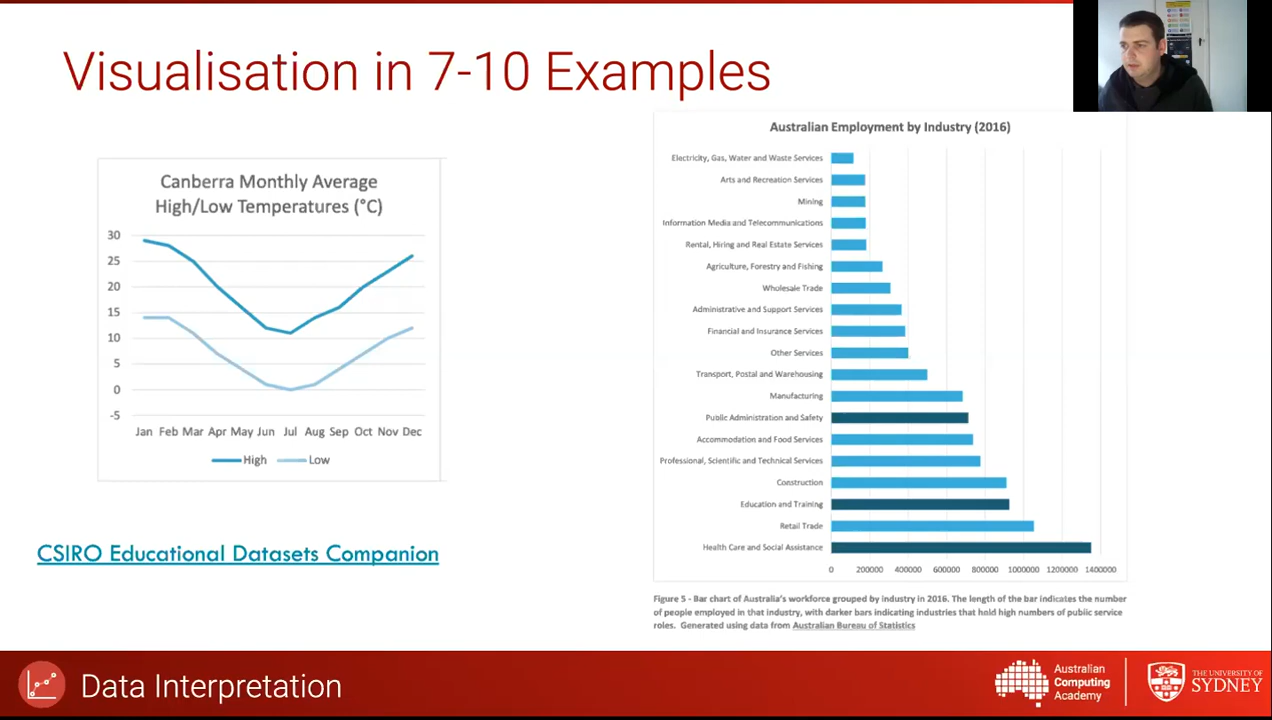 Visualisation in 7-10 Examples
Canberra Monthly Average
High/Low Temperatures (°C)
30
25
20
15
10
5
0
-5
Jan Feb Mar Apr May Jun Jul Aug Sep Oct Nov Dec
High Low
CSIRO Educational Datasets Companion
Australian Employment by Industry (2016)
Electricity, Gas, Water and Waste Services
Arts and Recreation Services
Mining
Information Media and Telecommunications
Rental, Hiring and Real Estate Services
Agriculture, Forestry and Fishing
Wholesale Trade
Administrative and Support Services
Financial and Insurance Services
Other Services
Transport, Postal and Warehousing
Manufacturing
Public Administration and Safety
Accommodation and Food Services
Professional, Scientific and Technical Services
Construction
Education and Training
Retail Trade
Health Care and Social Assistance
0 200000 400000 600000 800000 1000000 1200000 1400000
Figure 5 - Bar chart of Australia's workforce grouped by industry in 2016. The length of the bar indicates the number
of people employed in that industry, with darker bars indicating industries that hold high numbers of public service
roles. Generated using data from Australian Bureau of Statistics
Data Interpretation
Australian
Computing
Academy
THE UNIVERSITY OF
SYDNEY